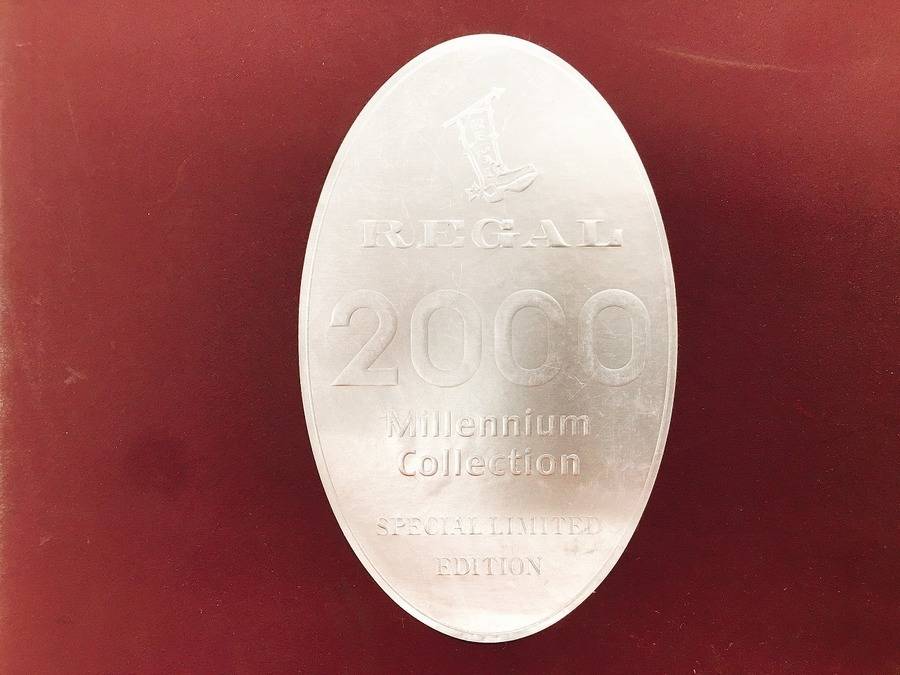 REGAL
2000
Millennium
Collection
SPECIAL LIMITED
EDITION